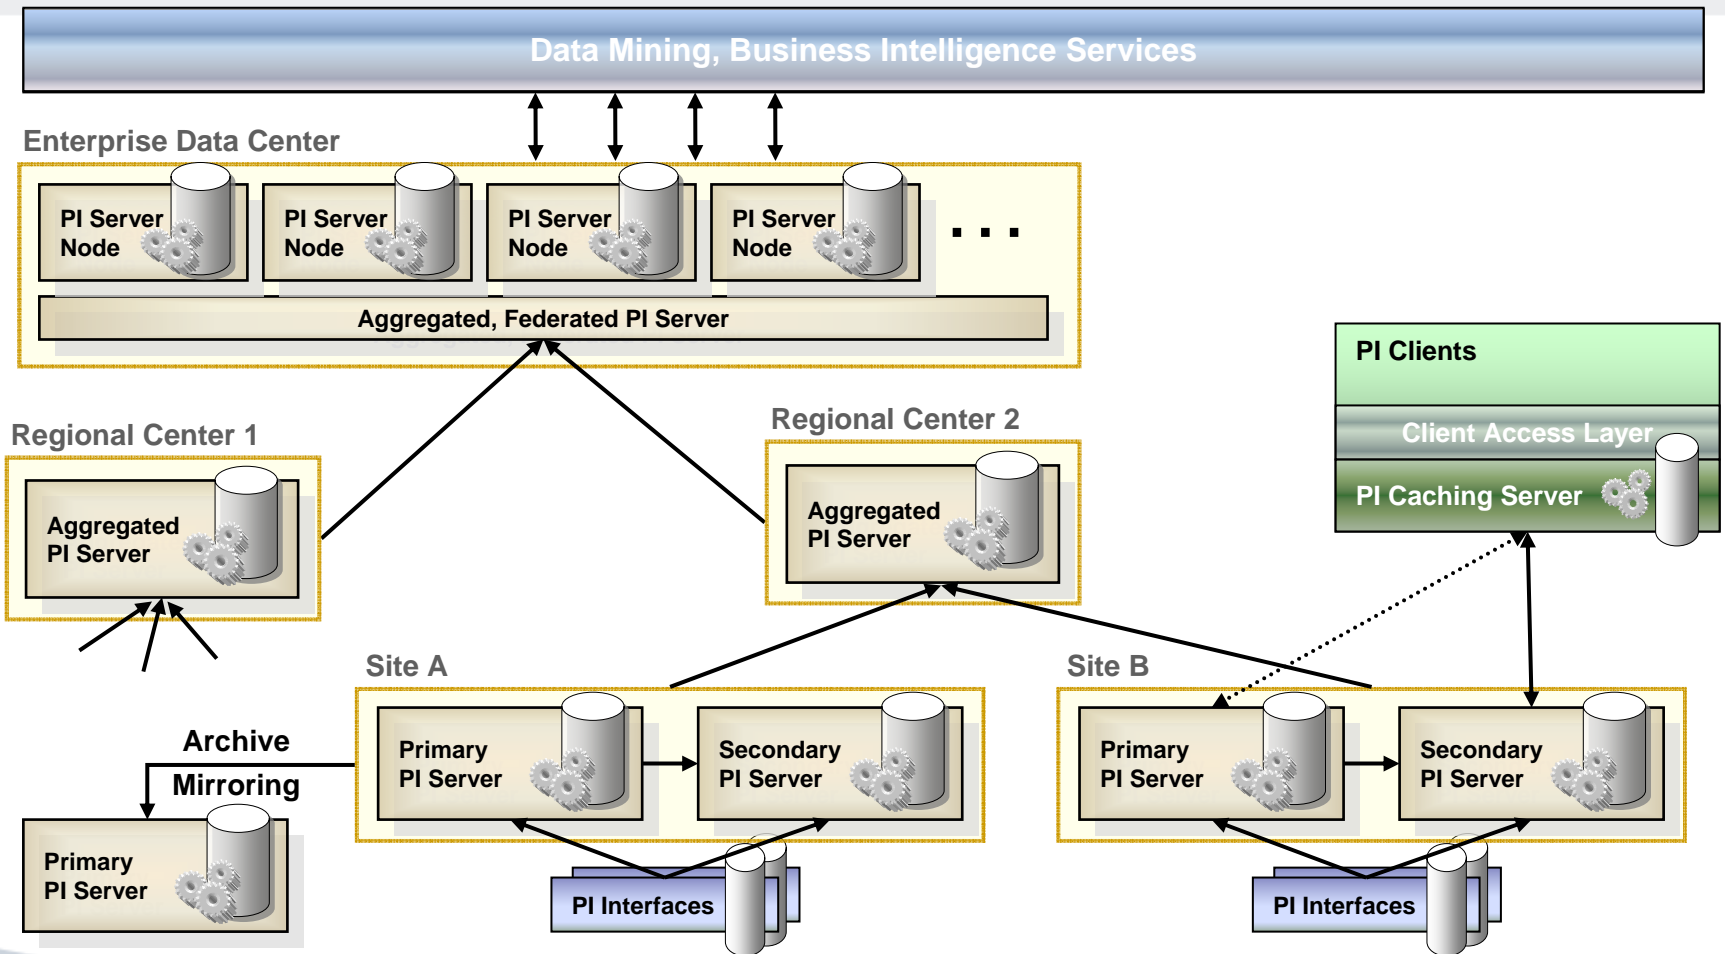 Data Mining, Business Intelligence Services
Enterprise Data Center
PI Server
Node
PI Server
Node
PI Server
Node
PI Server
Node
...
Aggregated, Federated PI Server
PI Clients
Client Access Layer
PI Caching Server
Regional Center 1
Aggregated
PI Server
Regional Center 2
Aggregated
PI Server
Site A
Primary
PI Server
Secondary
PI Server
Site B
Primary
PI Server
Secondary
PI Server
Archive
Mirroring
Primary
PI Server
PI Interfaces
PI Interfaces